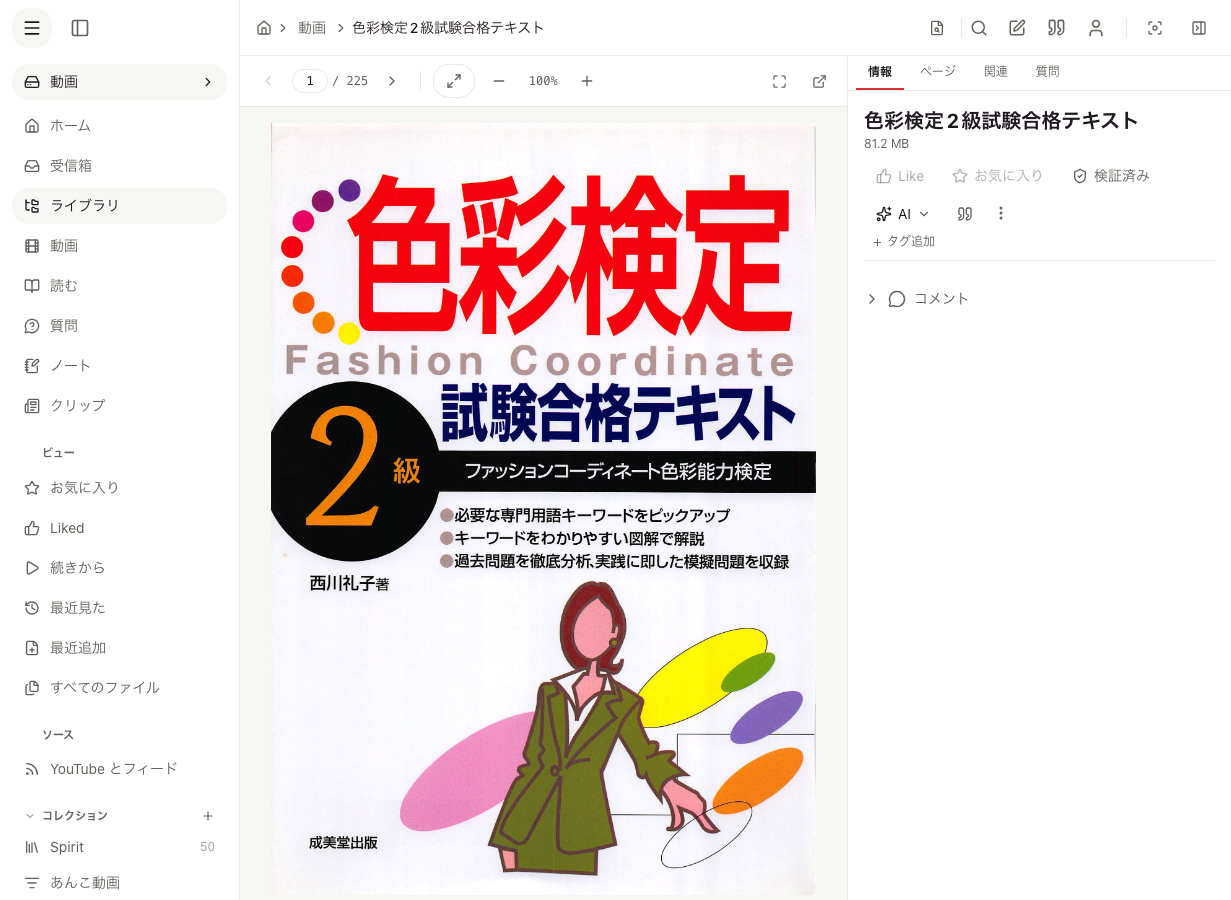 動画
色彩検定２級試験合格テキスト
動画
ホーム
受信箱
ライブラリ
動画
読む
質問
ノート
クリップ
ビュー
お気に入り
Liked
続きから
最近見た
最近追加
すべてのファイル
ソース
YouTube とフィード
コレクション
Spirit 50
あんこ動画
1 / 225
100%
色彩検定
Fashion Coordinate
試験合格テキスト
2級
ファッションコーディネート色彩能力検定
●必要な専門用語キーワードをピックアップ
●キーワードをわかりやすい図解で解説
●過去問題を徹底分析、実践に即した模擬問題を収録
西川礼子著
成美堂出版
情報 ページ 関連 質問
色彩検定２級試験合格テキスト
81.2 MB
Like お気に入り 検証済み
AI
+ タグ追加
コメント